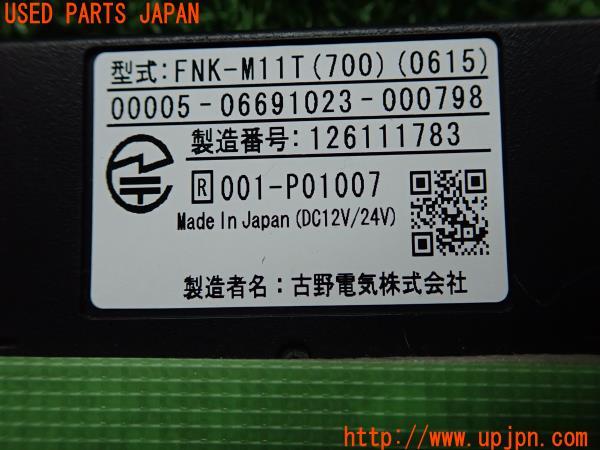 USED PARTS JAPAN
型式:FNK-M11T(700)(0615)
00005-06691023-000798
製造番号:126111783
R 001-P01007
Made In Japan (DC12V/24V)
製造者名:古野電気株式会社
http://www.upjpn.com/